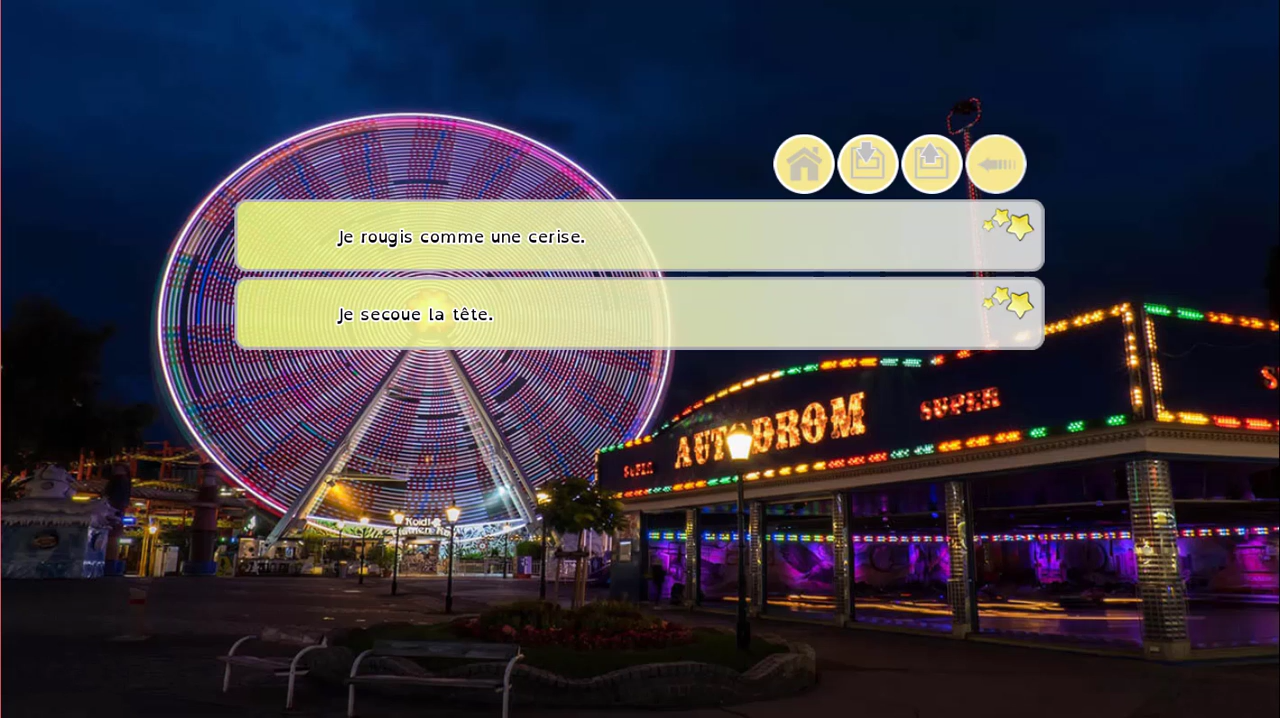 Je rougis comme une cerise.
Je secoue la tête.
SUPER
AUTODROM
SUPER